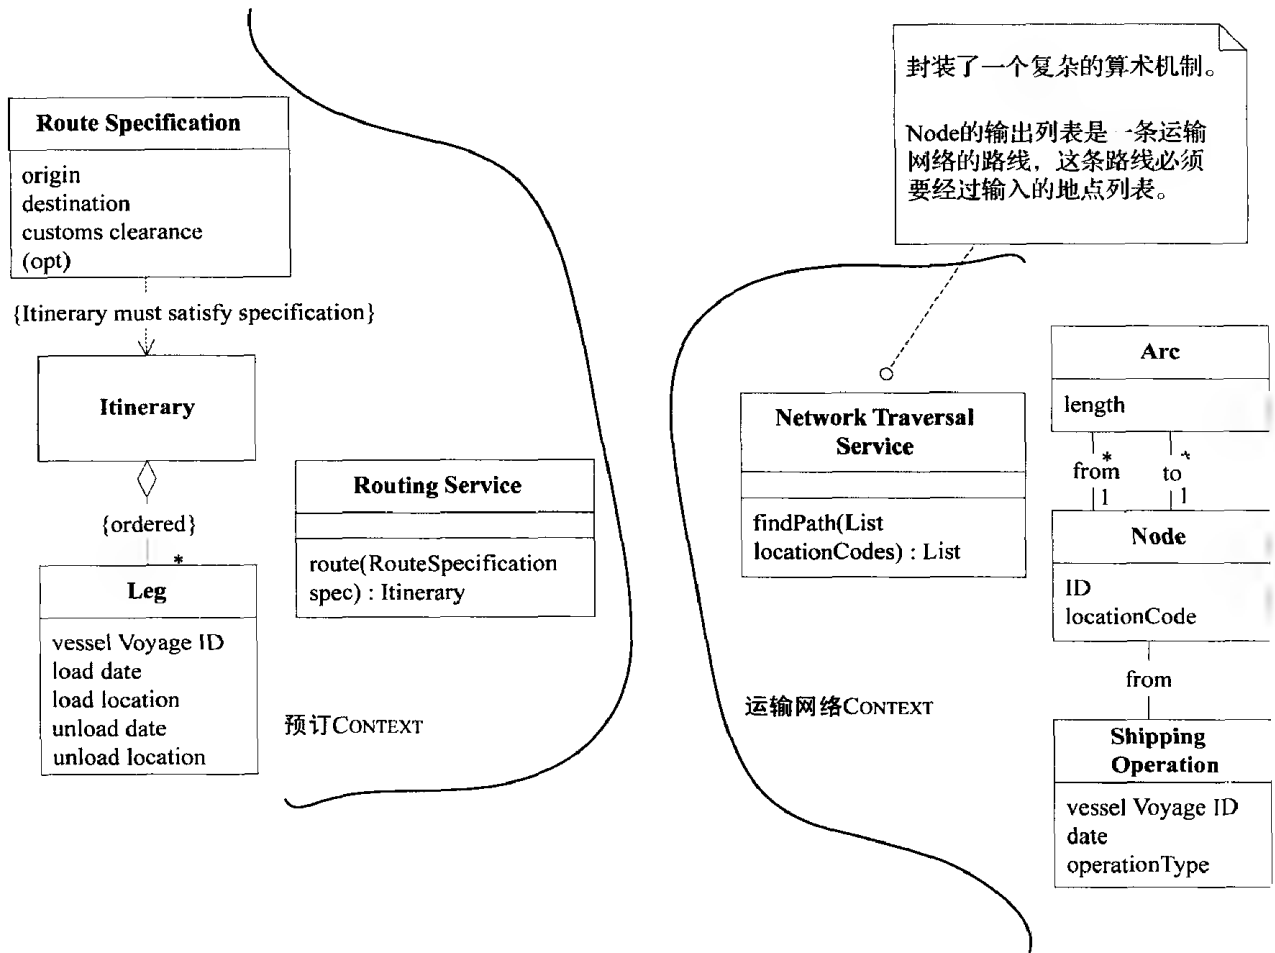 Route Specification
origin
destination
customs clearance
(opt)
{Itinerary must satisfy specification}
Itinerary
{ordered}
*
Leg
vessel Voyage ID
load date
load location
unload date
unload location
Routing Service
route(RouteSpecification
spec) : Itinerary
预订CONTEXT
封装了一个复杂的算术机制。
Node的输出列表是一条运输
网络的路线，这条路线必须
要经过输入的地点列表。
Network Traversal
Service
findPath(List
locationCodes) : List
运输网络CONTEXT
Arc
length
* *
from to
1 1
Node
ID
locationCode
from
Shipping
Operation
vessel Voyage ID
date
operationType